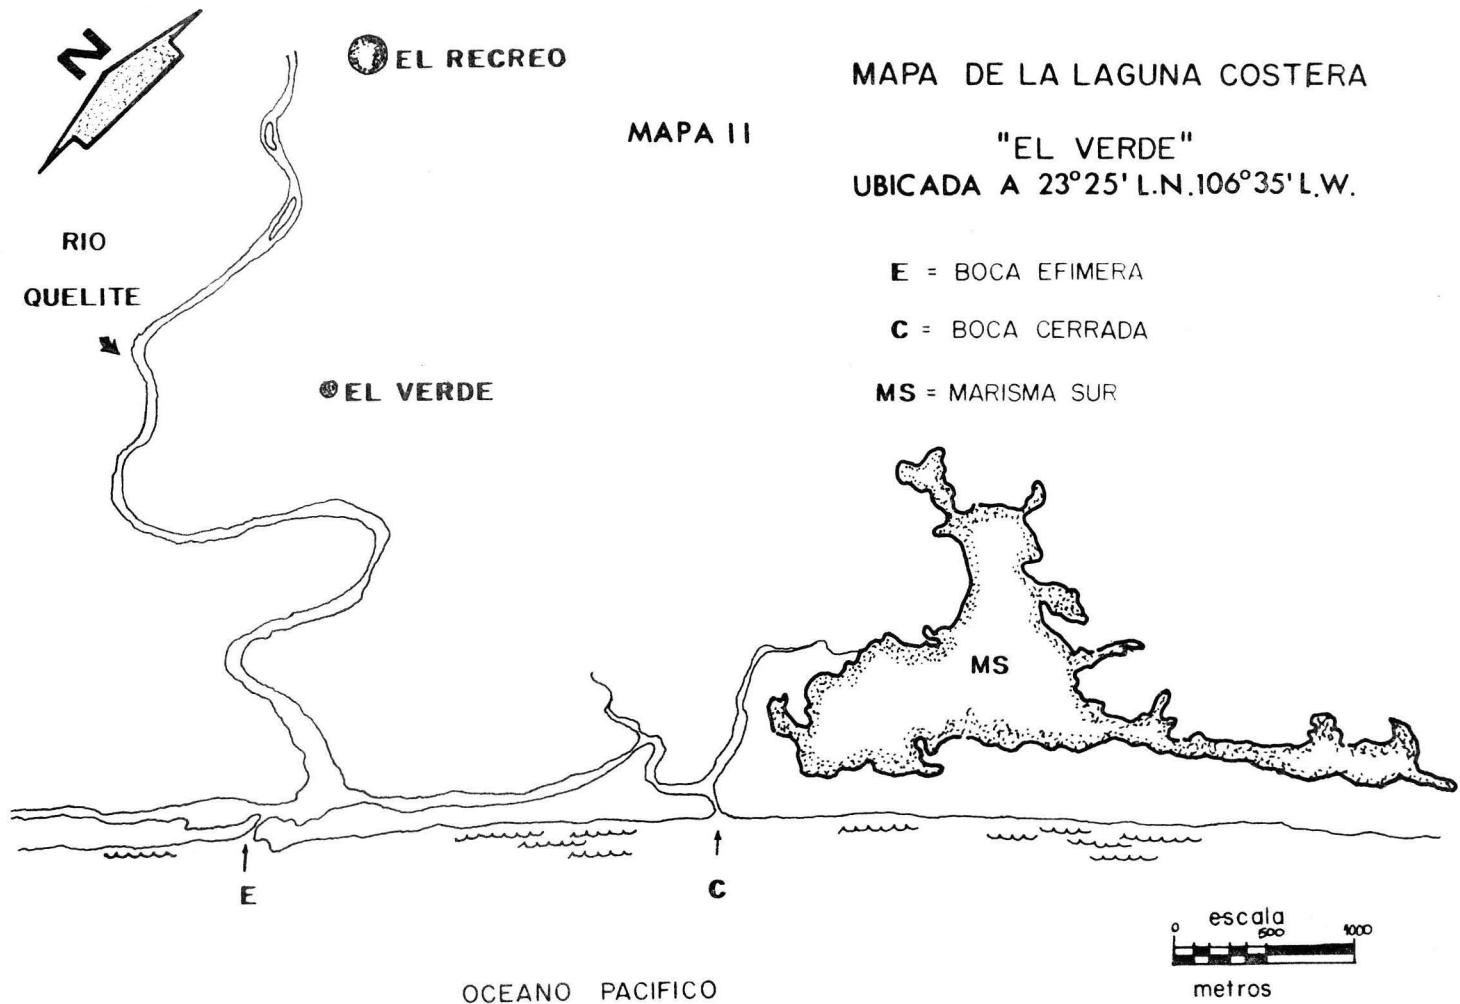 N
EL RECREO
MAPA DE LA LAGUNA COSTERA
MAPA II
"EL VERDE"
UBICADA A 23°25' L.N. 106°35' L.W.
RIO
QUELITE
E = BOCA EFIMERA
C = BOCA CERRADA
MS = MARISMA SUR
EL VERDE
MS
E
C
escala
0 500 1000
metros
OCEANO PACIFICO